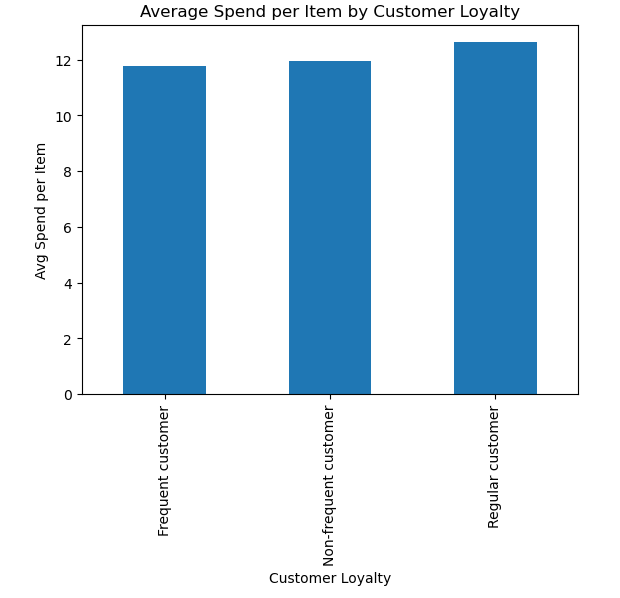 Average Spend per Item by Customer Loyalty
Avg Spend per Item
12
10
8
6
4
2
0
Frequent customer
Non-frequent customer
Regular customer
Customer Loyalty